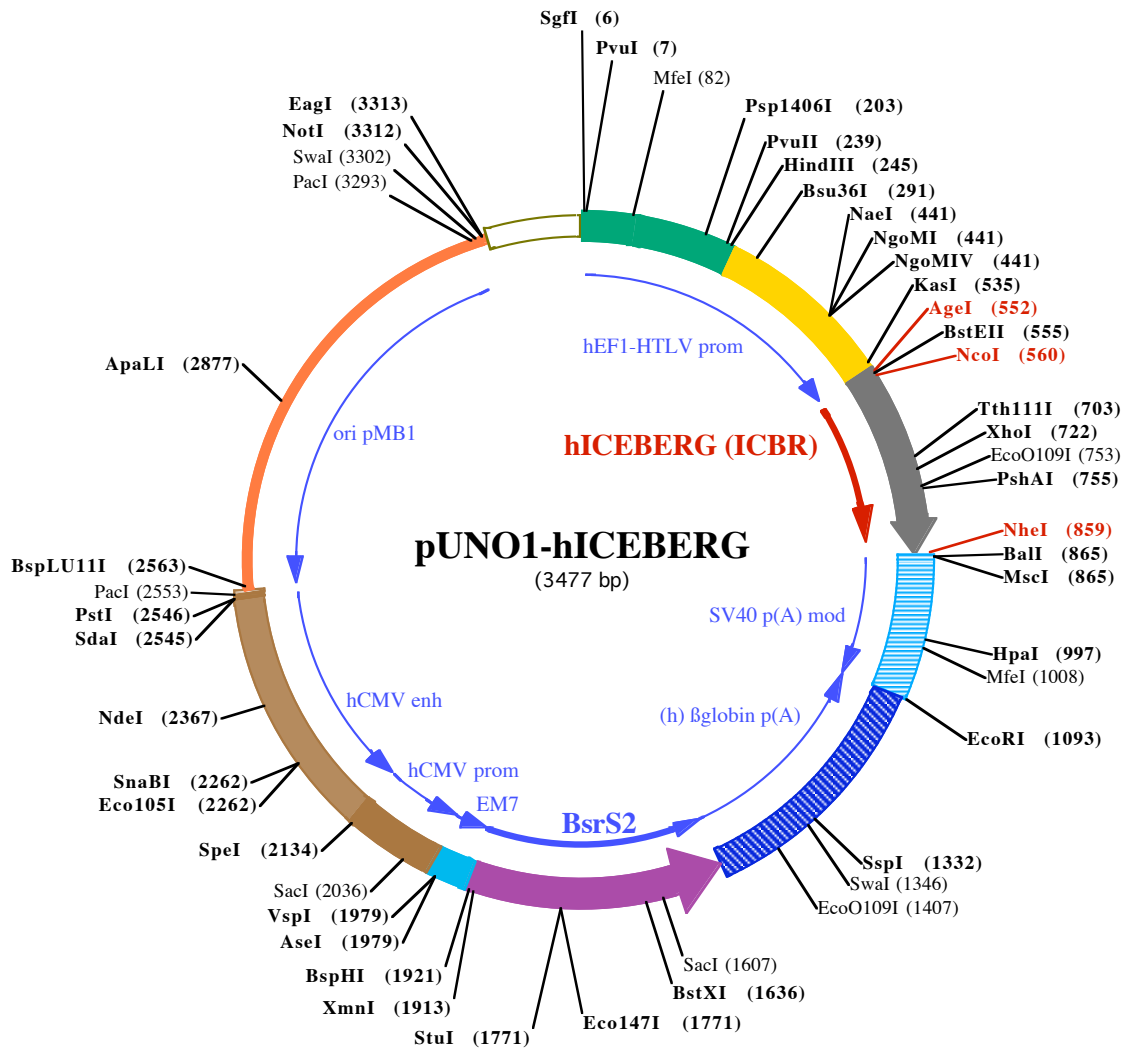 SgfI (6)
PvuI (7)
MfeI (82)
Psp1406I (203)
PvuII (239)
HindIII (245)
Bsu36I (291)
NaeI (441)
NgoMI (441)
NgoMIV (441)
KasI (535)
AgeI (552)
BstEII (555)
NcoI (560)
Tth111I (703)
XhoI (722)
EcoO109I (753)
PshAI (755)
NheI (859)
BalI (865)
MscI (865)
HpaI (997)
MfeI (1008)
EcoRI (1093)
SspI (1332)
SwaI (1346)
EcoO109I (1407)
SacI (1607)
BstXI (1636)
Eco147I (1771)
StuI (1771)
XmnI (1913)
BspHI (1921)
AseI (1979)
VspI (1979)
SacI (2036)
SpeI (2134)
Eco105I (2262)
SnaBI (2262)
NdeI (2367)
SdaI (2545)
PstI (2546)
PacI (2553)
BspLU11I (2563)
ApaLI (2877)
PacI (3293)
SwaI (3302)
NotI (3312)
EagI (3313)
hEF1-HTLV prom
hICEBERG (ICBR)
ori pMB1
pUNO1-hICEBERG
(3477 bp)
SV40 p(A) mod
(h) ßglobin p(A)
hCMV enh
hCMV prom
EM7
BsrS2